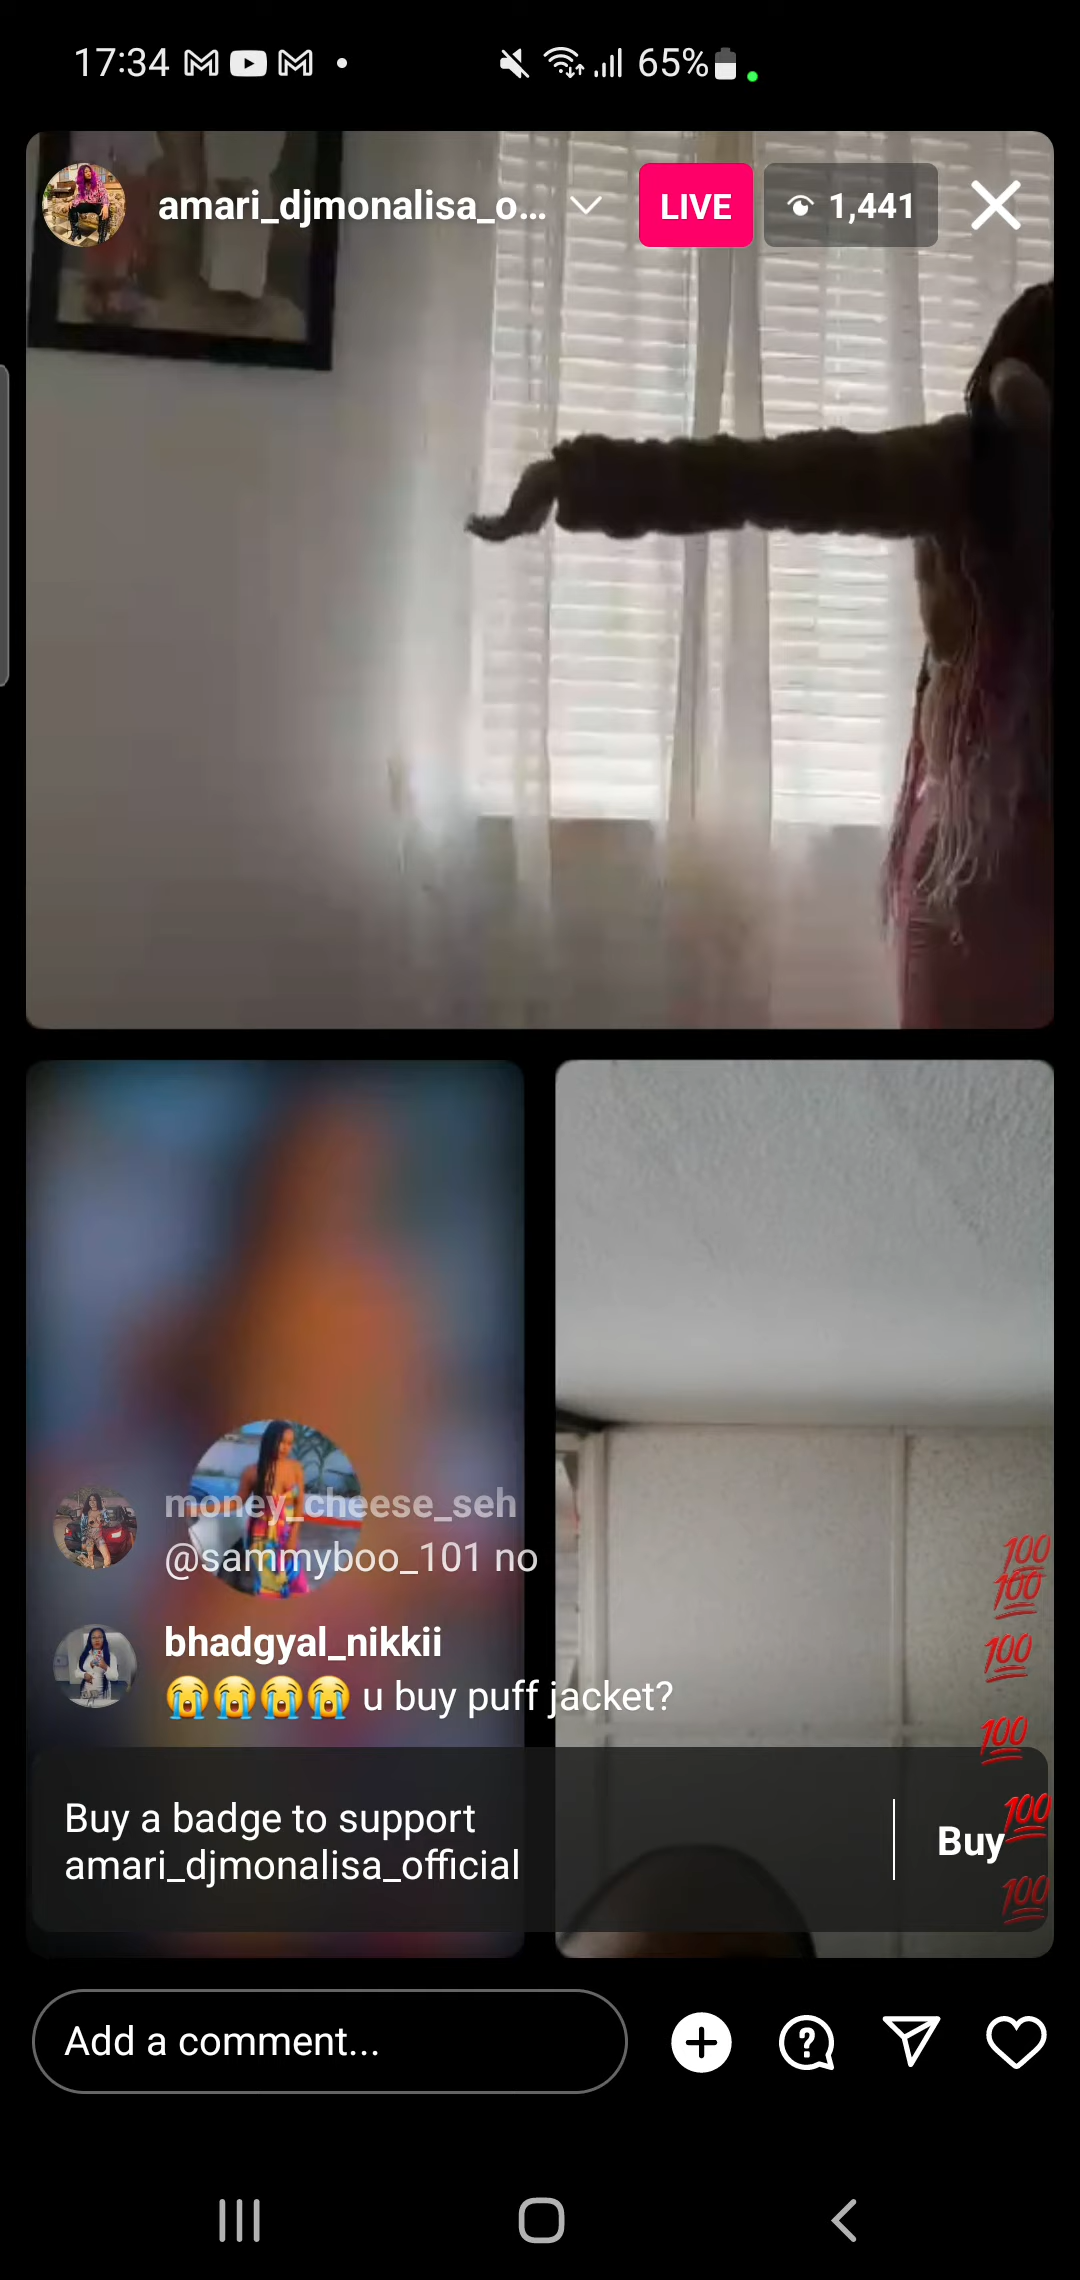 17:34
65%
amari_djmonalisa_o...
LIVE
1,441
money_cheese_seh
@sammyboo_101 no
bhadgyal_nikkii
😭😭😭😭 u buy puff jacket?
💯
💯
💯
💯
Buy a badge to support
amari_djmonalisa_official
Buy
💯
💯
Add a comment...